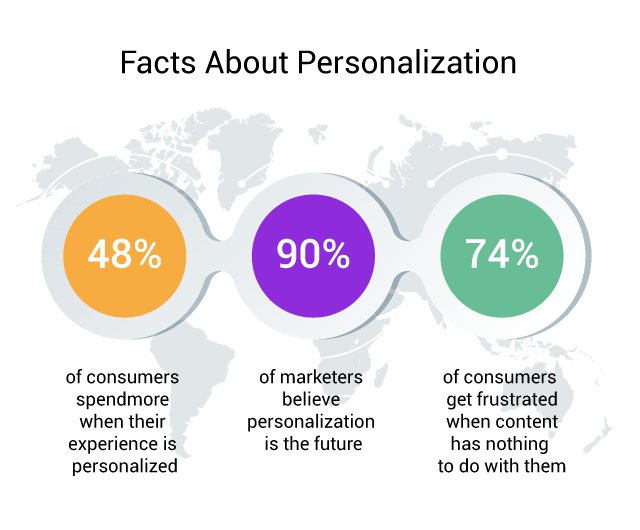 Facts About Personalization
48%
90%
74%
of consumers
spendmore
when their
experience is
personalized
of marketers
believe
personalization
is the future
of consumers
get frustrated
when content
has nothing
to do with them